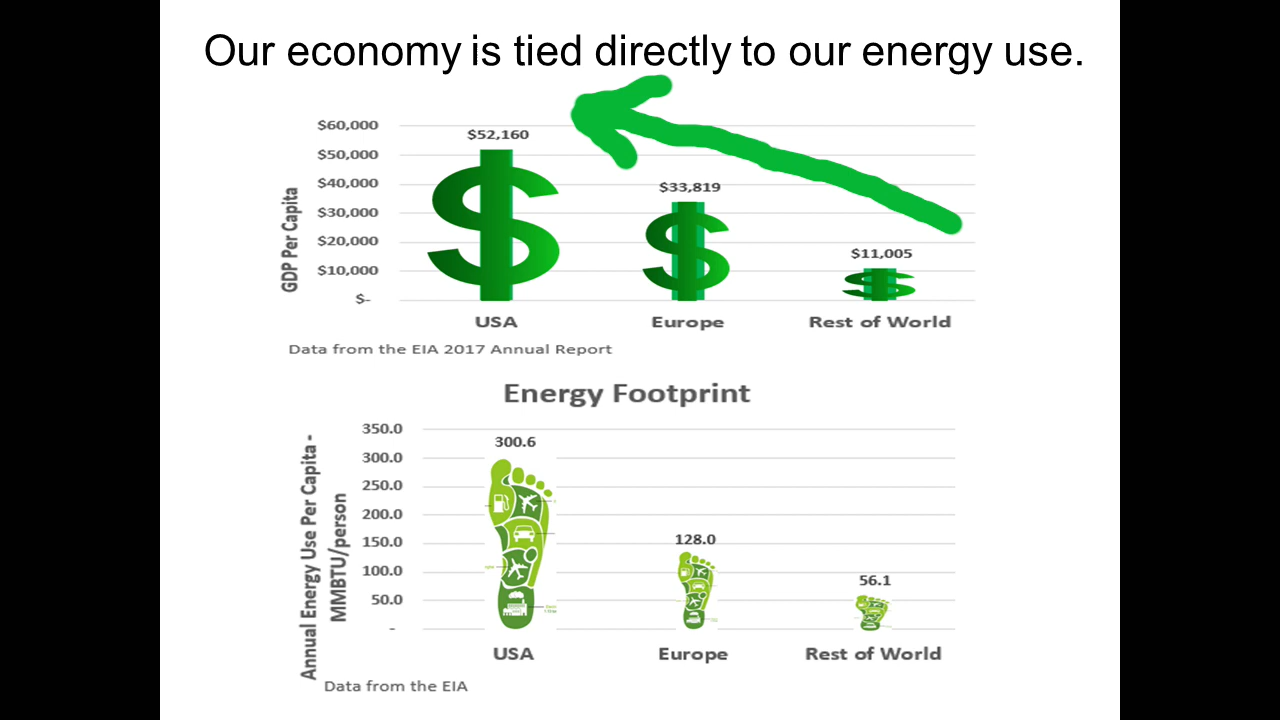 Our economy is tied directly to our energy use.
$60,000
$50,000
$40,000
$30,000
$20,000
$10,000
$-
GDP Per Capita
$52,160
$33,819
$11,005
USA
Europe
Rest of World
Data from the EIA 2017 Annual Report
Energy Footprint
350.0
300.0
250.0
200.0
150.0
100.0
50.0
-
Annual Energy Use Per Capita -
MMBTU/person
300.6
128.0
56.1
USA
Europe
Rest of World
Data from the EIA